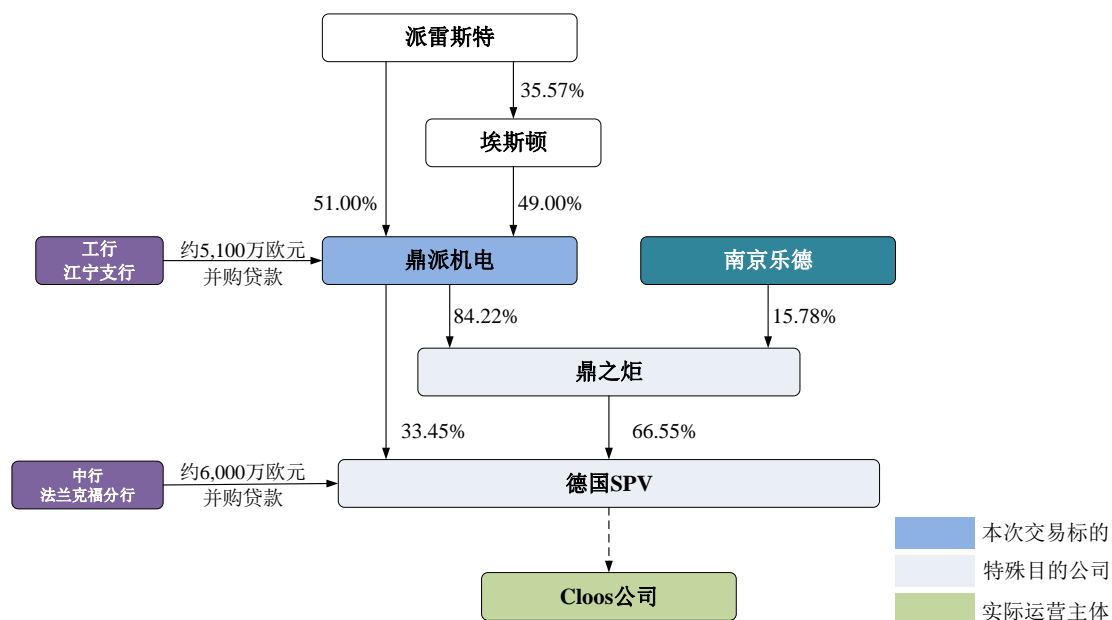 派雷斯特
35.57%
埃斯顿
51.00%
49.00%
工行
江宁支行
约5,100万欧元
并购贷款
鼎派机电
南京乐德
84.22%
15.78%
鼎之炬
33.45%
66.55%
中行
法兰克福分行
约6,000万欧元
并购贷款
德国SPV
本次交易标的
特殊目的公司
Cloos公司
实际运营主体